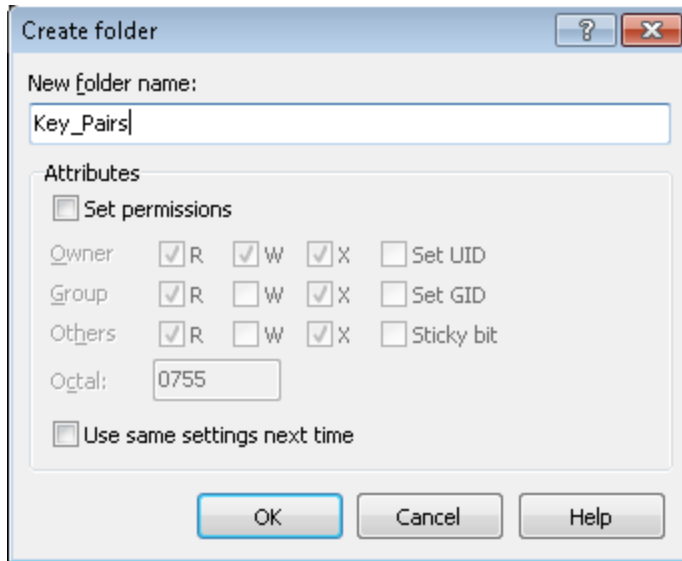 Create folder
New folder name:
Key_Pairs
Attributes
Set permissions
Owner R W X Set UID
Group R W X Set GID
Others R W X Sticky bit
Octal: 0755
Use same settings next time
OK Cancel Help